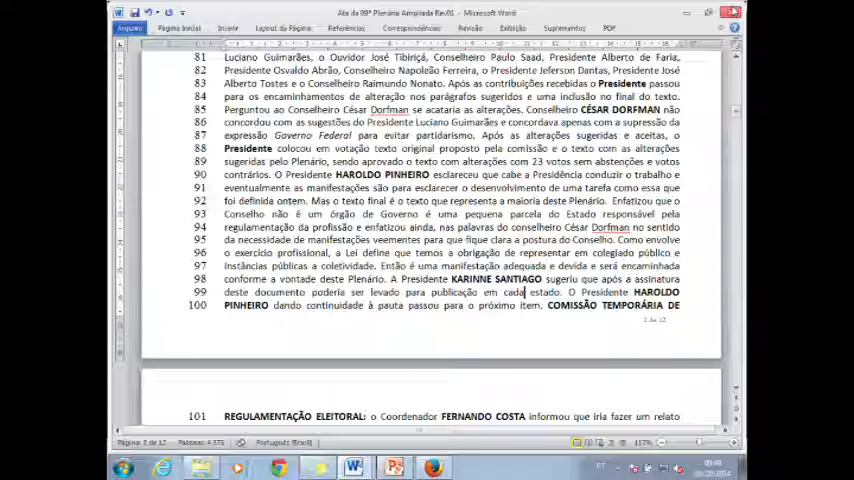 Ata da 09ª Plenária Ampliada Rev.01 - Microsoft Word
Arquivo Página Inicial Inserir Layout da Página Referências Correspondências Revisão Exibição Suplementos PDF
81 Luciano Guimarães, o Ouvidor José Tibiriçá, Conselheiro Paulo Saad, Presidente Alberto de Faria,
82 Presidente Osvaldo Abrão, Conselheiro Napoleão Ferreira, o Presidente Jeferson Dantas, Presidente José
83 Alberto Tostes e o Conselheiro Raimundo Nonato. Após as contribuições recebidas o Presidente passou
84 para os encaminhamentos de alteração nos parágrafos sugeridos e uma inclusão no final do texto.
85 Perguntou ao Conselheiro César Dorfman se acataria as alterações. Conselheiro CÉSAR DORFMAN não
86 concordou com as sugestões do Presidente Luciano Guimarães e concordava apenas com a supressão da
87 expressão Governo Federal para evitar partidarismo. Após as alterações sugeridas e aceitas, o
88 Presidente colocou em votação texto original proposto pela comissão e o texto com as alterações
89 sugeridas pelo Plenário, sendo aprovado o texto com alterações com 23 votos sem abstenções e votos
90 contrários. O Presidente HAROLDO PINHEIRO esclareceu que cabe a Presidência conduzir o trabalho e
91 eventualmente as manifestações são para esclarecer o desenvolvimento de uma tarefa como essa que
92 foi definida ontem. Mas o texto final é o texto que representa a maioria deste Plenário. Enfatizou que o
93 Conselho não é um órgão de Governo é uma pequena parcela do Estado responsável pela
94 regulamentação da profissão e enfatizou ainda, nas palavras do conselheiro César Dorfman no sentido
95 da necessidade de manifestações veementes para que fique clara a postura do Conselho. Como envolve
96 o exercício profissional, a Lei define que temos a obrigação de representar em colegiado público e
97 instâncias públicas a coletividade. Então é uma manifestação adequada e devida e será encaminhada
98 conforme a vontade deste Plenário. A Presidente KARINNE SANTIAGO sugeriu que após a assinatura
99 deste documento poderia ser levado para publicação em cada estado. O Presidente HAROLDO
100 PINHEIRO dando continuidade à pauta passou para o próximo item. COMISSÃO TEMPORÁRIA DE
101 REGULAMENTAÇÃO ELEITORAL: o Coordenador FERNANDO COSTA informou que iria fazer um relato
Página: 2 de 12 Palavras: 4.573 Português (Brasil) 117%
PT